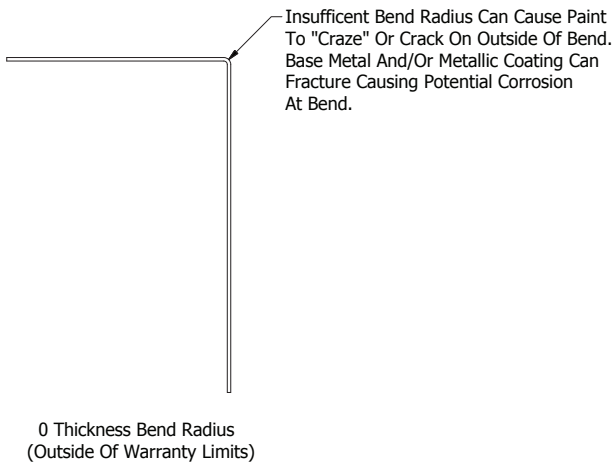 Insufficent Bend Radius Can Cause Paint
To "Craze" Or Crack On Outside Of Bend.
Base Metal And/Or Metallic Coating Can
Fracture Causing Potential Corrosion
At Bend.
0 Thickness Bend Radius
(Outside Of Warranty Limits)